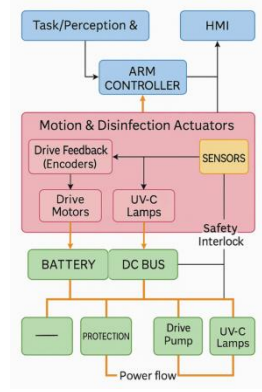 Task/Perception &
HMI
ARM
CONTROLLER
Motion & Disinfection Actuators
Drive Feedback
(Encoders)
SENSORS
Drive
Motors
UV-C
Lamps
Safety
Interlock
BATTERY
DC BUS
PROTECTION
Drive
Pump
UV-C
Lamps
Power flow